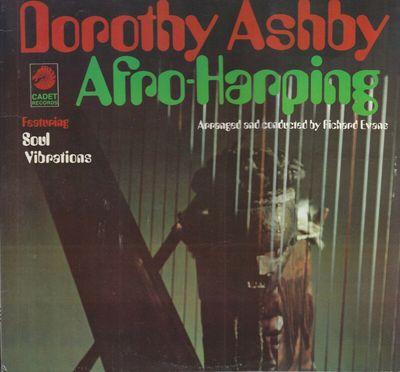 Dorothy Ashby
Afro-Harping
CADET
RECORDS
Featuring
Soul
Vibrations
Arranged and conducted by Richard Evans